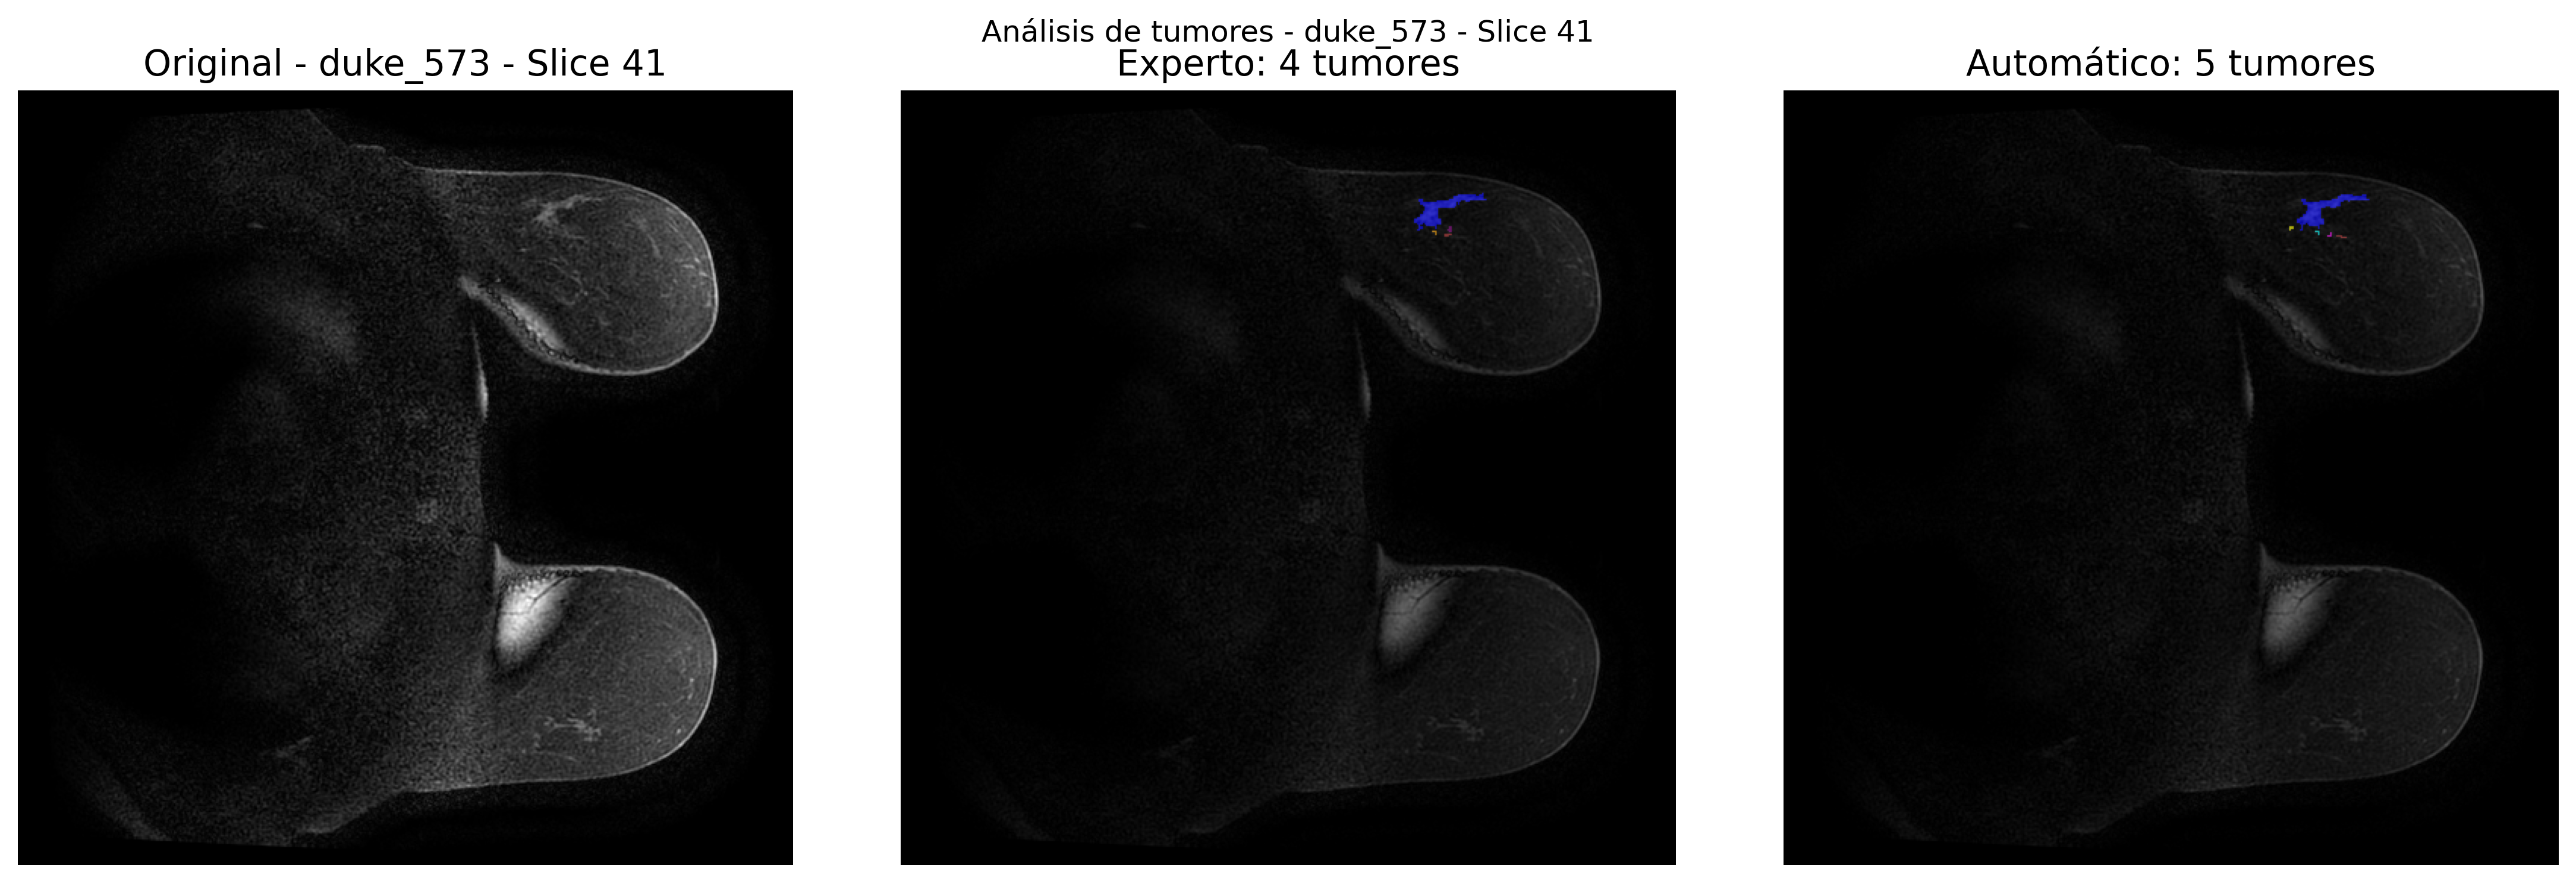 Análisis de tumores - duke_573 - Slice 41
Original - duke_573 - Slice 41
Experto: 4 tumores
Automático: 5 tumores